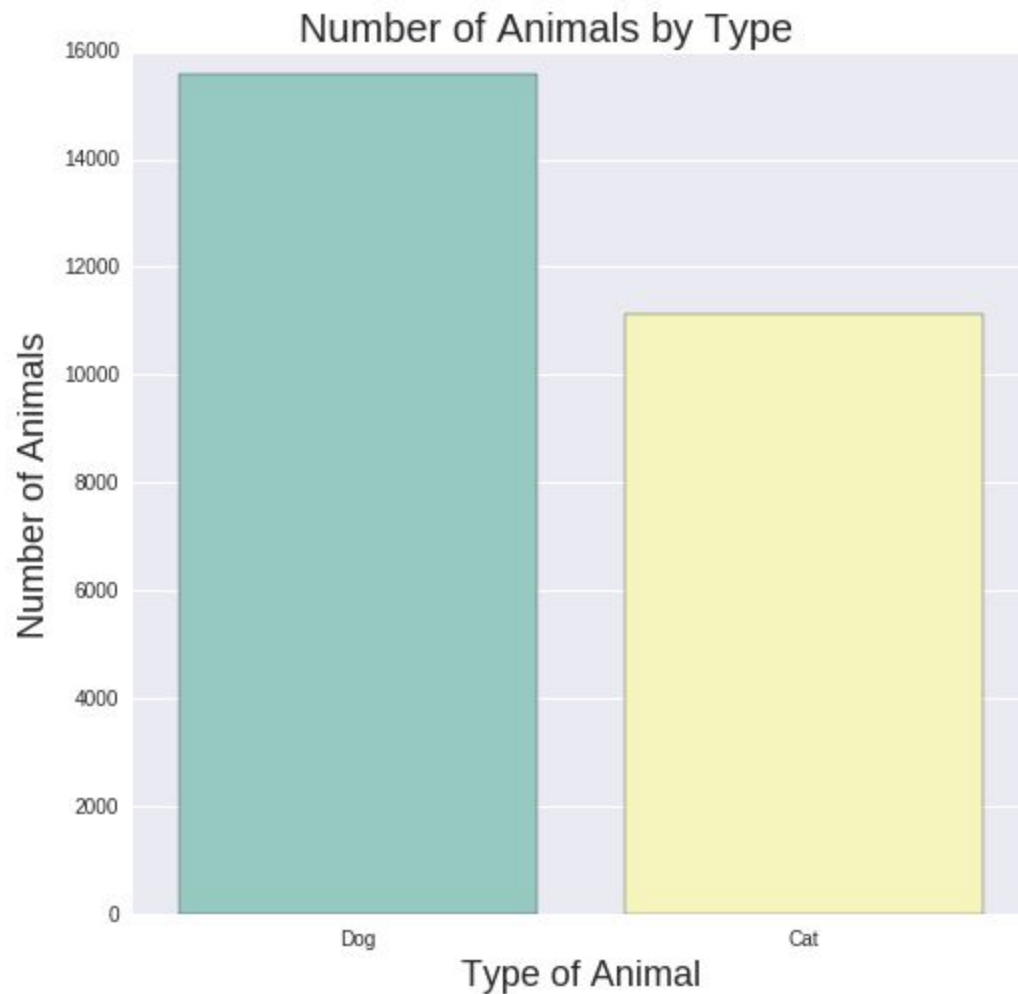 Number of Animals by Type
16000
14000
12000
10000
8000
6000
4000
2000
0
Number of Animals
Dog
Cat
Type of Animal